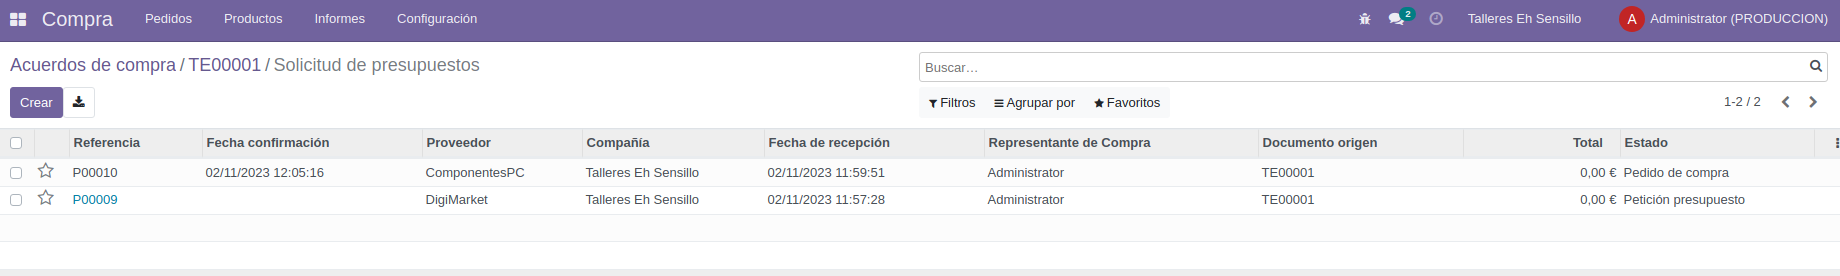 Compra Pedidos Productos Informes Configuración 2 Talleres Eh Sensillo A Administrator (PRODUCCION)
Acuerdos de compra / TE00001 / Solicitud de presupuestos
Buscar...
Crear Filtros Agrupar por Favoritos 1-2 / 2
Referencia Fecha confirmación Proveedor Compañía Fecha de recepción Representante de Compra Documento origen Total Estado
P00010 02/11/2023 12:05:16 ComponentesPC Talleres Eh Sensillo 02/11/2023 11:59:51 Administrator TE00001 0,00 € Pedido de compra
P00009 DigiMarket Talleres Eh Sensillo 02/11/2023 11:57:28 Administrator TE00001 0,00 € Petición presupuesto